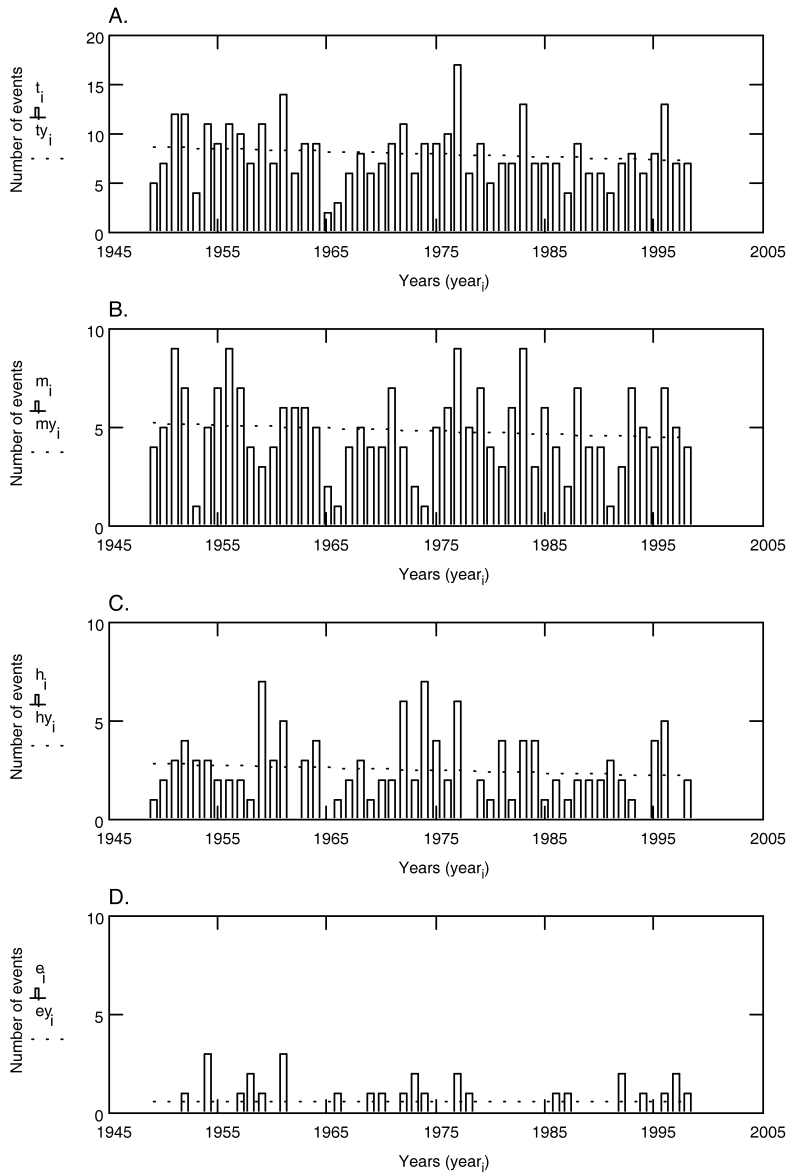 A.
20
15
10
5
0
Number of events
t i
ty i
1945 1955 1965 1975 1985 1995 2005
Years (year i)
B.
10
5
0
Number of events
m i
my i
1945 1955 1965 1975 1985 1995 2005
Years (year i)
C.
10
5
0
Number of events
h i
hy i
1945 1955 1965 1975 1985 1995 2005
Years (year i)
D.
10
5
0
Number of events
e i
ey i
1945 1955 1965 1975 1985 1995 2005
Years (year i)